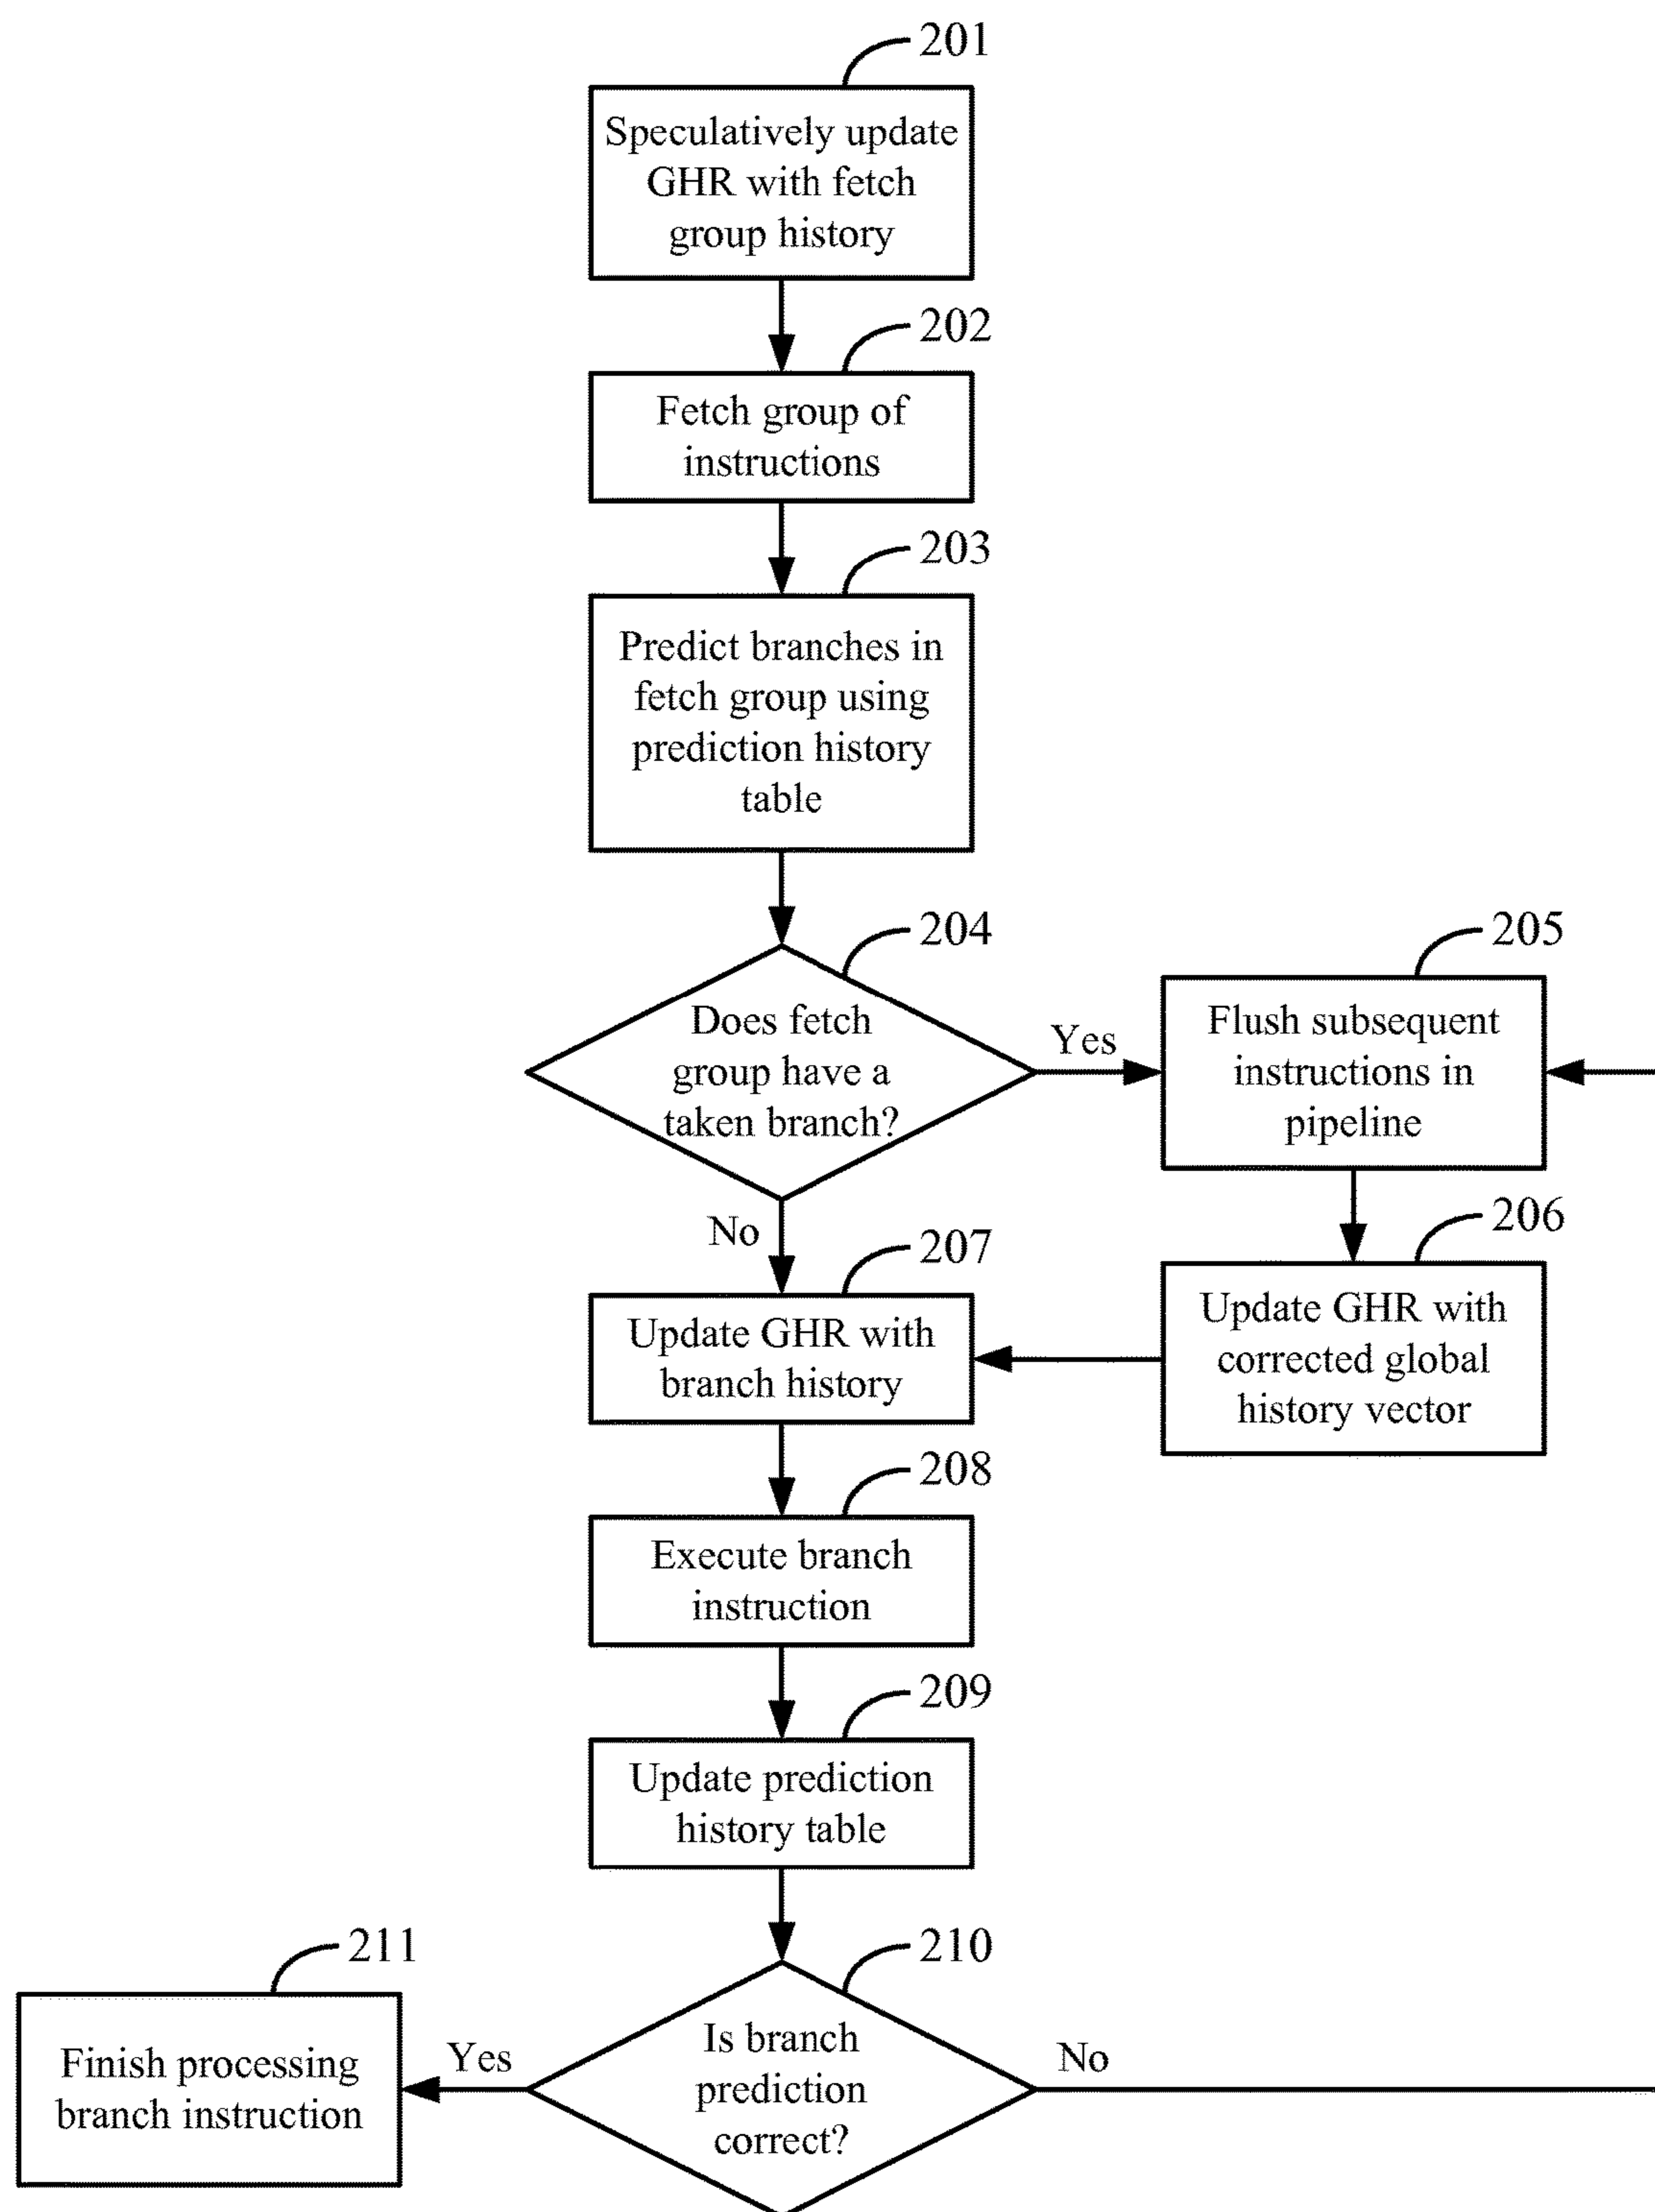 201
Speculatively update
GHR with fetch
group history
202
Fetch group of
instructions
203
Predict branches in
fetch group using
prediction history
table
204
Does fetch
group have a
taken branch?
Yes
No
205
Flush subsequent
instructions in
pipeline
206
Update GHR with
corrected global
history vector
207
Update GHR with
branch history
208
Execute branch
instruction
209
Update prediction
history table
210
Is branch
prediction
correct?
Yes
No
211
Finish processing
branch instruction